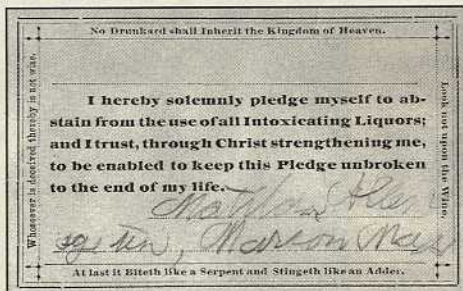 No Drunkard shall Inherit the Kingdom of Heaven.
Whosoever is deceived thereby is not wise.
I hereby solemnly pledge myself to ab-
stain from the use of all Intoxicating Liquors;
and I trust, through Christ strengthening me,
to be enabled to keep this Pledge unbroken
to the end of my life.
Look not upon the Wine.
age ten, Marion
At last it Biteth like a Serpent and Stingeth like an Adder.